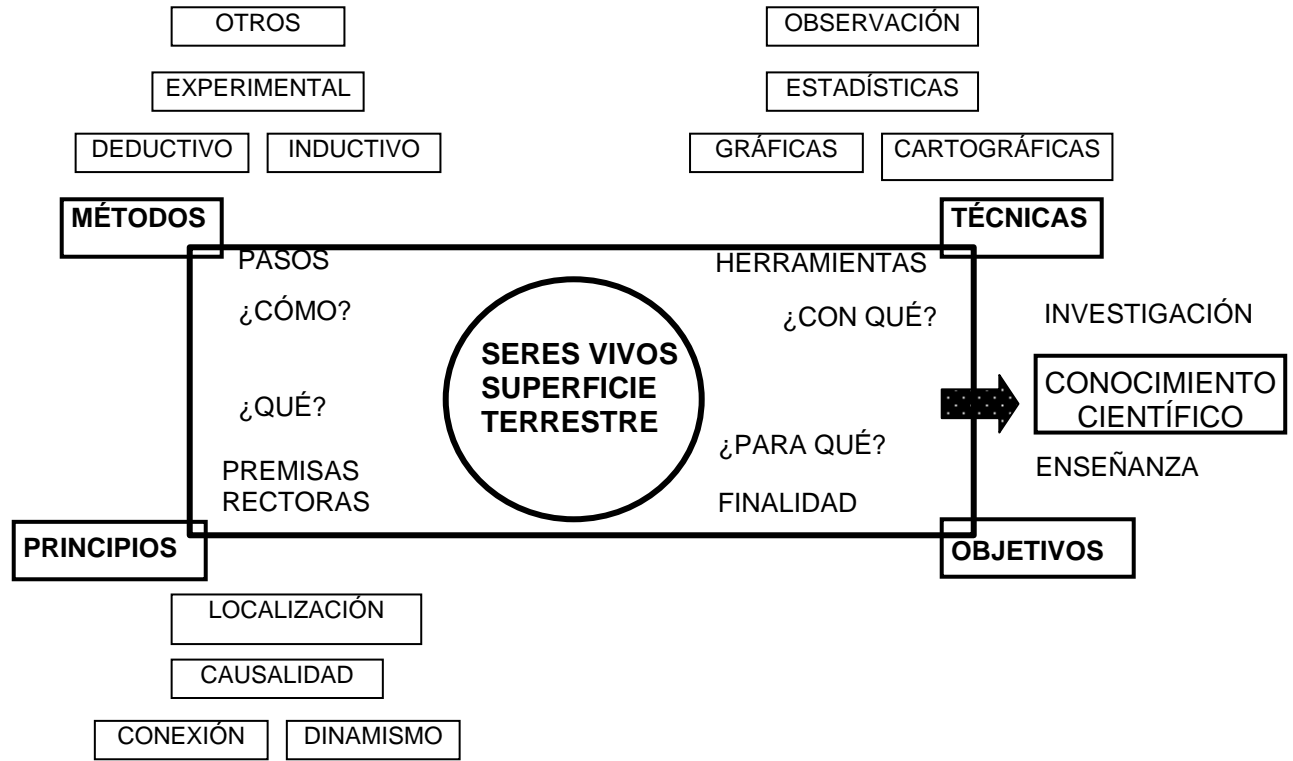 OTROS
OBSERVACIÓN
EXPERIMENTAL
ESTADÍSTICAS
DEDUCTIVO
INDUCTIVO
GRÁFICAS
CARTOGRÁFICAS
MÉTODOS
TÉCNICAS
PASOS
HERRAMIENTAS
¿CÓMO?
¿CON QUÉ?
INVESTIGACIÓN
SERES VIVOS
SUPERFICIE
TERRESTRE
CONOCIMIENTO
CIENTÍFICO
¿QUÉ?
¿PARA QUÉ?
ENSEÑANZA
PREMISAS
RECTORAS
FINALIDAD
PRINCIPIOS
OBJETIVOS
LOCALIZACIÓN
CAUSALIDAD
CONEXIÓN
DINAMISMO